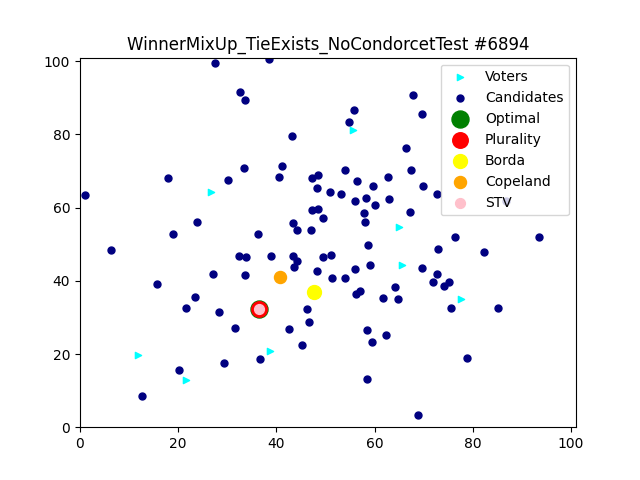 WinnerMixUp_TieExists_NoCondorcetTest #6894
100
80
60
40
20
0
0 20 40 60 80 100
Voters
Candidates
Optimal
Plurality
Borda
Copeland
STV